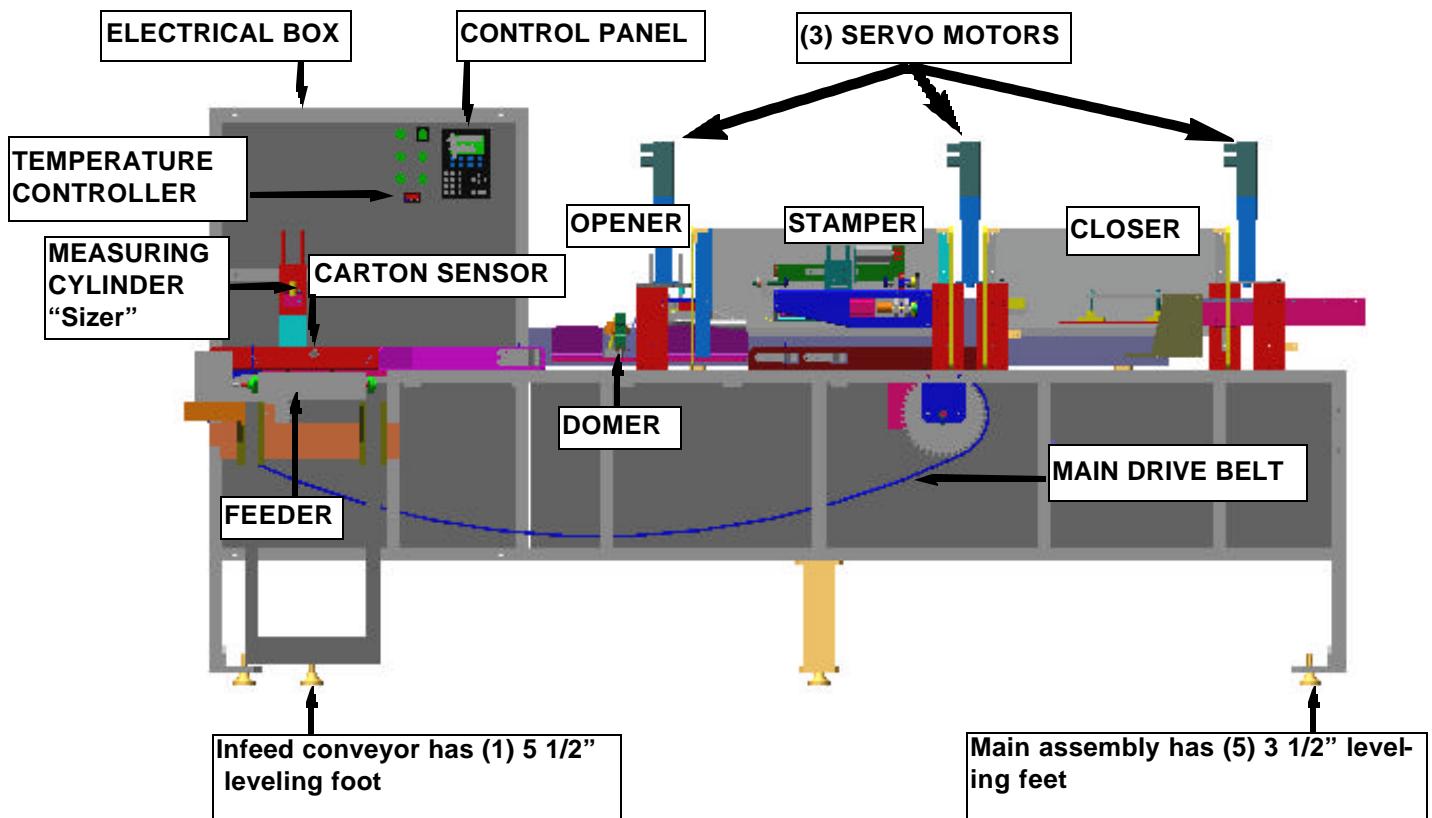 ELECTRICAL BOX
CONTROL PANEL
(3) SERVO MOTORS
TEMPERATURE
CONTROLLER
OPENER
STAMPER
CLOSER
MEASURING
CYLINDER
“Sizer”
CARTON SENSOR
DOMER
MAIN DRIVE BELT
FEEDER
Infeed conveyor has (1) 5 1/2”
leveling foot
Main assembly has (5) 3 1/2” level-
ing feet